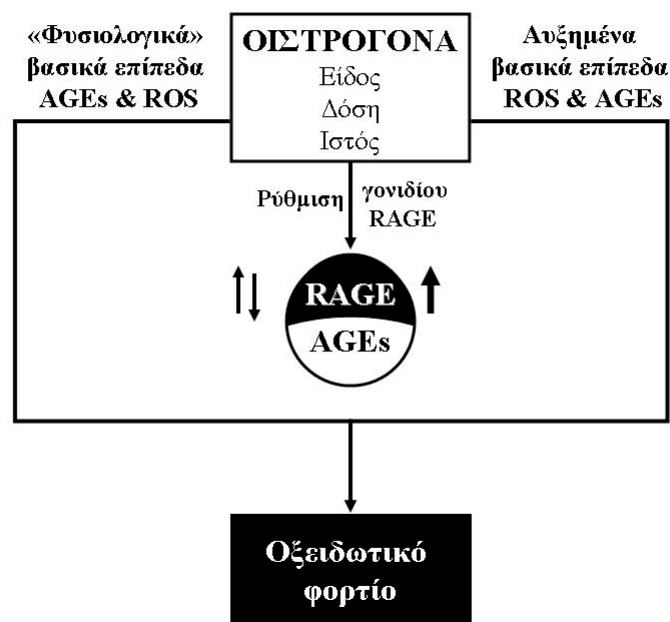 «Φυσιολογικά»
βασικά επίπεδα
AGEs & ROS
ΟΙΣΤΡΟΓΟΝΑ
Είδος
Δόση
Ιστός
Αυξημένα
βασικά επίπεδα
ROS & AGEs
Ρύθμιση
γονιδίου
RAGE
RAGE
AGEs
Οξειδωτικό
φορτίο